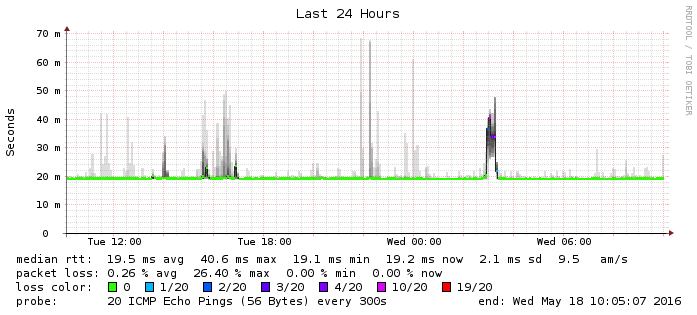 Last 24 Hours
RRDTOOL / TOBI OETIKER
Seconds
70 m
60 m
50 m
40 m
30 m
20 m
10 m
0
Tue 12:00 Tue 18:00 Wed 00:00 Wed 06:00
median rtt: 19.5 ms avg 40.6 ms max 19.1 ms min 19.2 ms now 2.1 ms sd 9.5 am/s
packet loss: 0.26 % avg 26.40 % max 0.00 % min 0.00 % now
loss color: 0 1/20 2/20 3/20 4/20 10/20 19/20
probe: 20 ICMP Echo Pings (56 Bytes) every 300s end: Wed May 18 10:05:07 2016